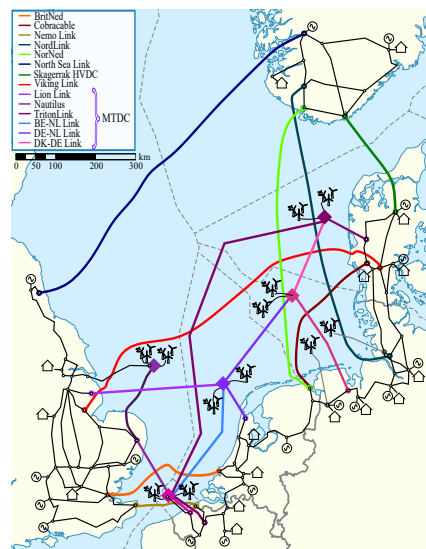 BritNed
Cobracable
Nemo Link
NordLink
NorNed
North Sea Link
Skagerrak HVDC
Viking Link
Lion Link
Nautilus
TritonLink
BE-NL Link
DE-NL Link
DK-DE Link
MTDC
0 100 200 300
km